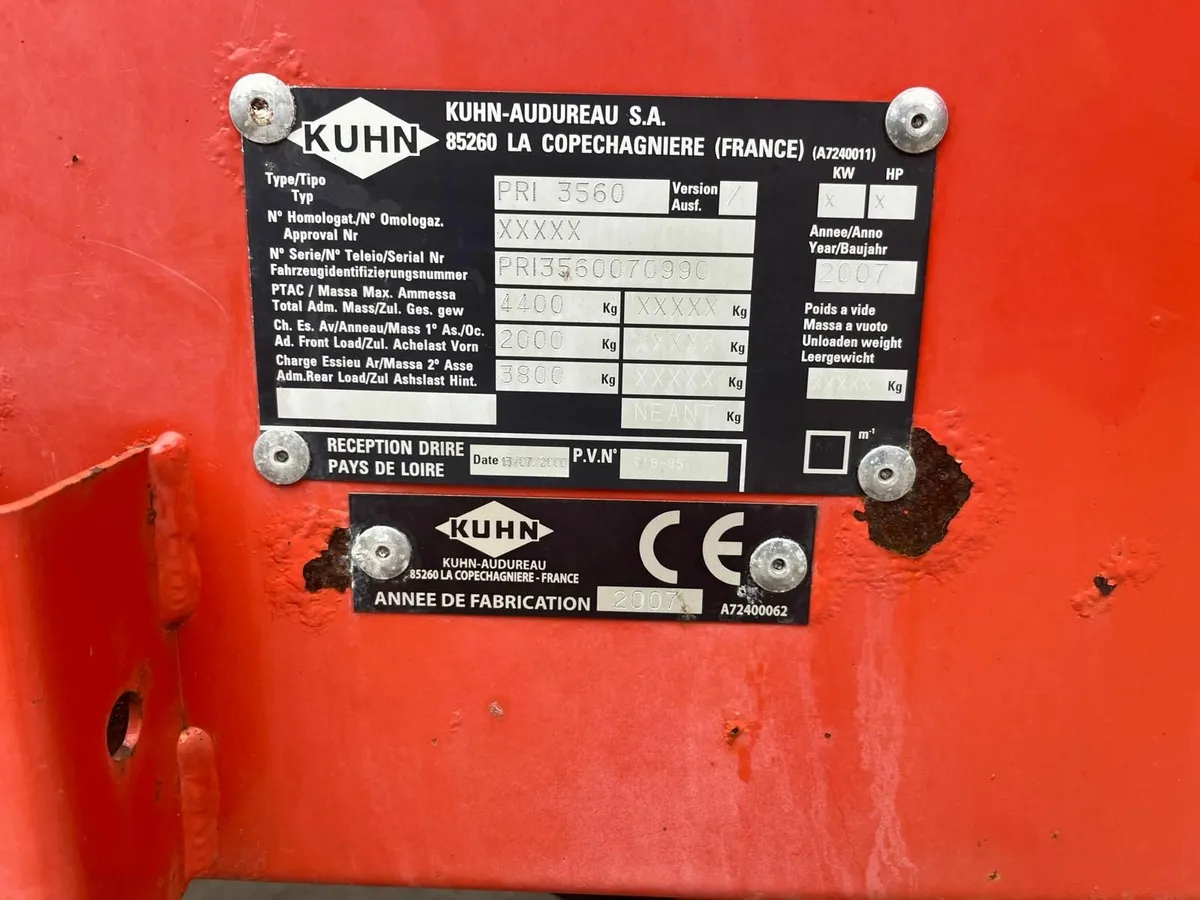 KUHN
KUHN-AUDUREAU S.A.
85260 LA COPECHAGNIERE (FRANCE) (A7240011)
Type/Tipo
Typ
PRI 3560
Version
Ausf.
/
KW HP
X X
N° Homologat./N° Omologaz.
Approval Nr
XXXXX
Annee/Anno
Year/Baujahr
2007
N° Serie/N° Teleio/Serial Nr
Fahrzeugidentifizierungsnummer
PRI3560070990
PTAC / Massa Max. Ammessa
Total Adm. Mass/Zul. Ges. gew
4400 Kg XXXXX Kg
Ch. Es. Av/Anneau/Mass 1° As./Oc.
Ad. Front Load/Zul. Achelast Vorn
2000 Kg XXXXX Kg
Charge Essieu Ar/Massa 2° Asse
Adm.Rear Load/Zul Ashslast Hint.
3800 Kg XXXXX Kg
NEANT Kg
Poids a vide
Massa a vuoto
Unloaden weight
Leergewicht
XXXXX Kg
m⁻¹
RECEPTION DRIRE
PAYS DE LOIRE
Date
P.V.N°
KUHN
KUHN-AUDUREAU
85260 LA COPECHAGNIERE - FRANCE
ANNEE DE FABRICATION 2007
CE
A72400062